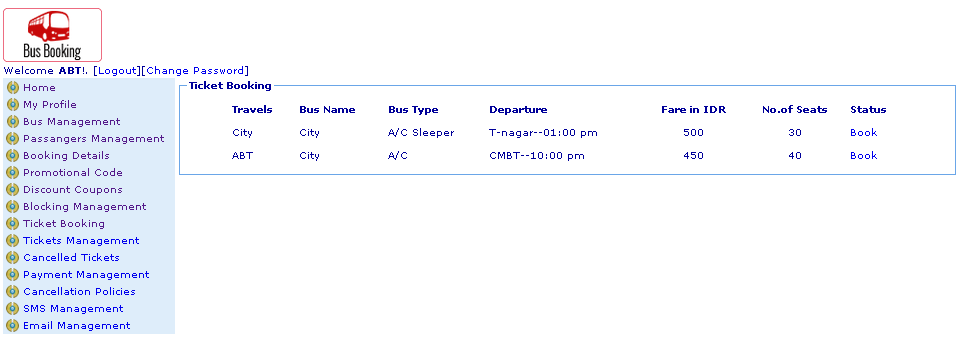 Bus Booking
Welcome ABT!. [Logout][Change Password]
Home
My Profile
Bus Management
Passangers Management
Booking Details
Promotional Code
Discount Coupons
Blocking Management
Ticket Booking
Tickets Management
Cancelled Tickets
Payment Management
Cancellation Policies
SMS Management
Email Management
Ticket Booking
Travels Bus Name Bus Type Departure Fare in IDR No.of Seats Status
City City A/C Sleeper T-nagar--01:00 pm 500 30 Book
ABT City A/C CMBT--10:00 pm 450 40 Book